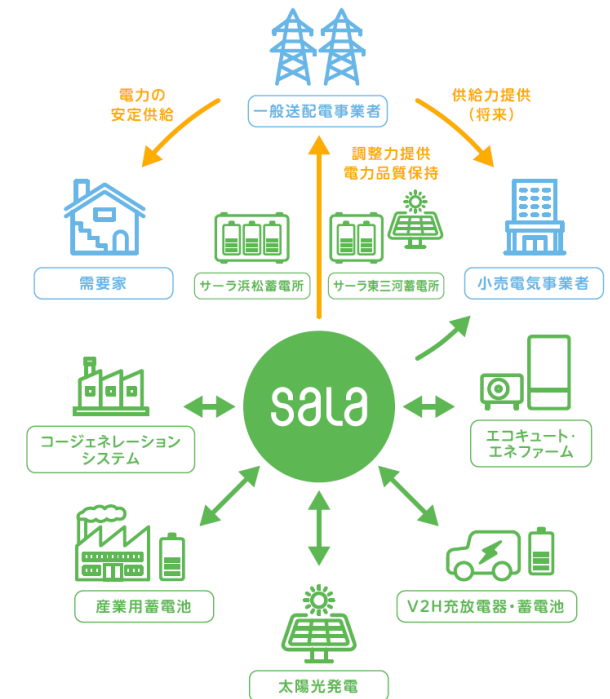 電力の
安定供給
一般送配電事業者
供給力提供
（将来）
調整力提供
電力品質保持
需要家
サーラ浜松蓄電所
サーラ東三河蓄電所
小売電気事業者
sala
コージェネレーション
システム
エコキュート・
エネファーム
産業用蓄電池
V2H充放電器・蓄電池
太陽光発電